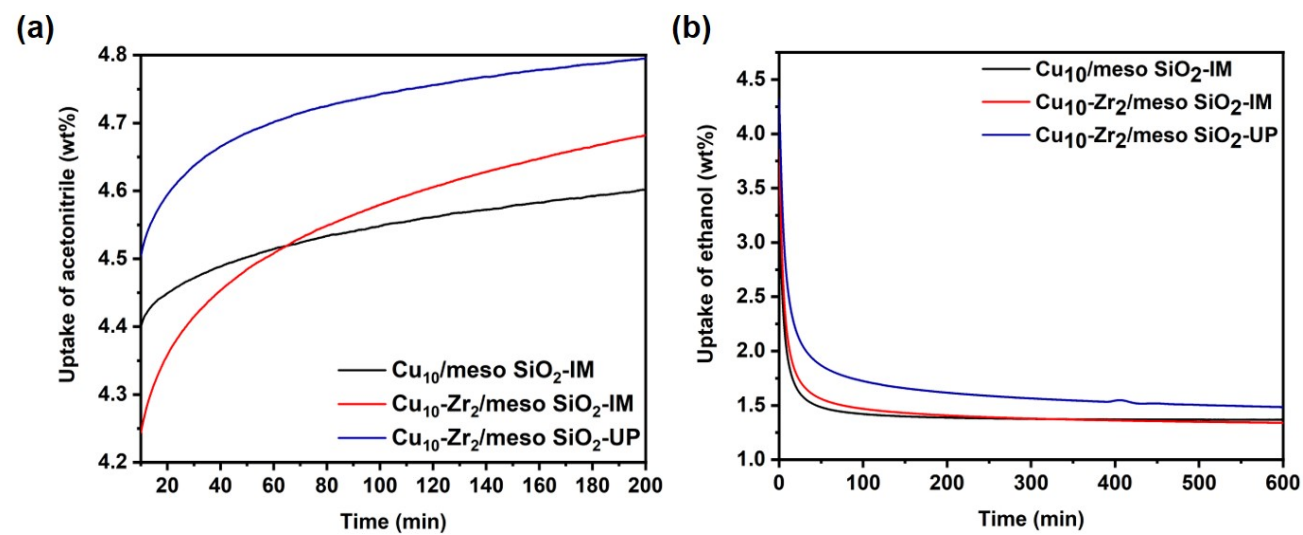 (a)
Uptake of acetonitrile (wt%)
4.8
4.7
4.6
4.5
4.4
4.3
4.2
20 40 60 80 100 120 140 160 180 200
Time (min)
Cu₁₀/meso SiO₂-IM
Cu₁₀-Zr₂/meso SiO₂-IM
Cu₁₀-Zr₂/meso SiO₂-UP
(b)
Uptake of ethanol (wt%)
4.5
4.0
3.5
3.0
2.5
2.0
1.5
1.0
0 100 200 300 400 500 600
Time (min)
Cu₁₀/meso SiO₂-IM
Cu₁₀-Zr₂/meso SiO₂-IM
Cu₁₀-Zr₂/meso SiO₂-UP